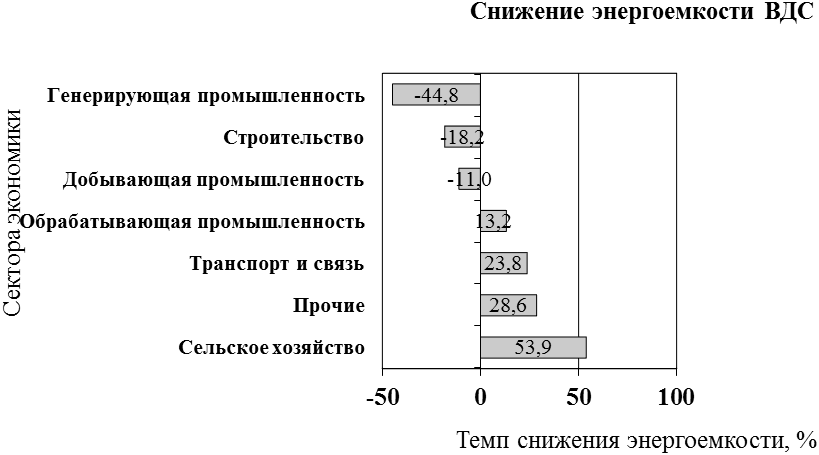 Снижение энергоемкости ВДС
Сектора экономики
Генерирующая промышленность
-44,8
Строительство
-18,2
Добывающая промышленность
-11,0
Обрабатывающая промышленность
13,2
Транспорт и связь
23,8
Прочие
28,6
Сельское хозяйство
53,9
-50 0 50 100
Темп снижения энергоемкости, %